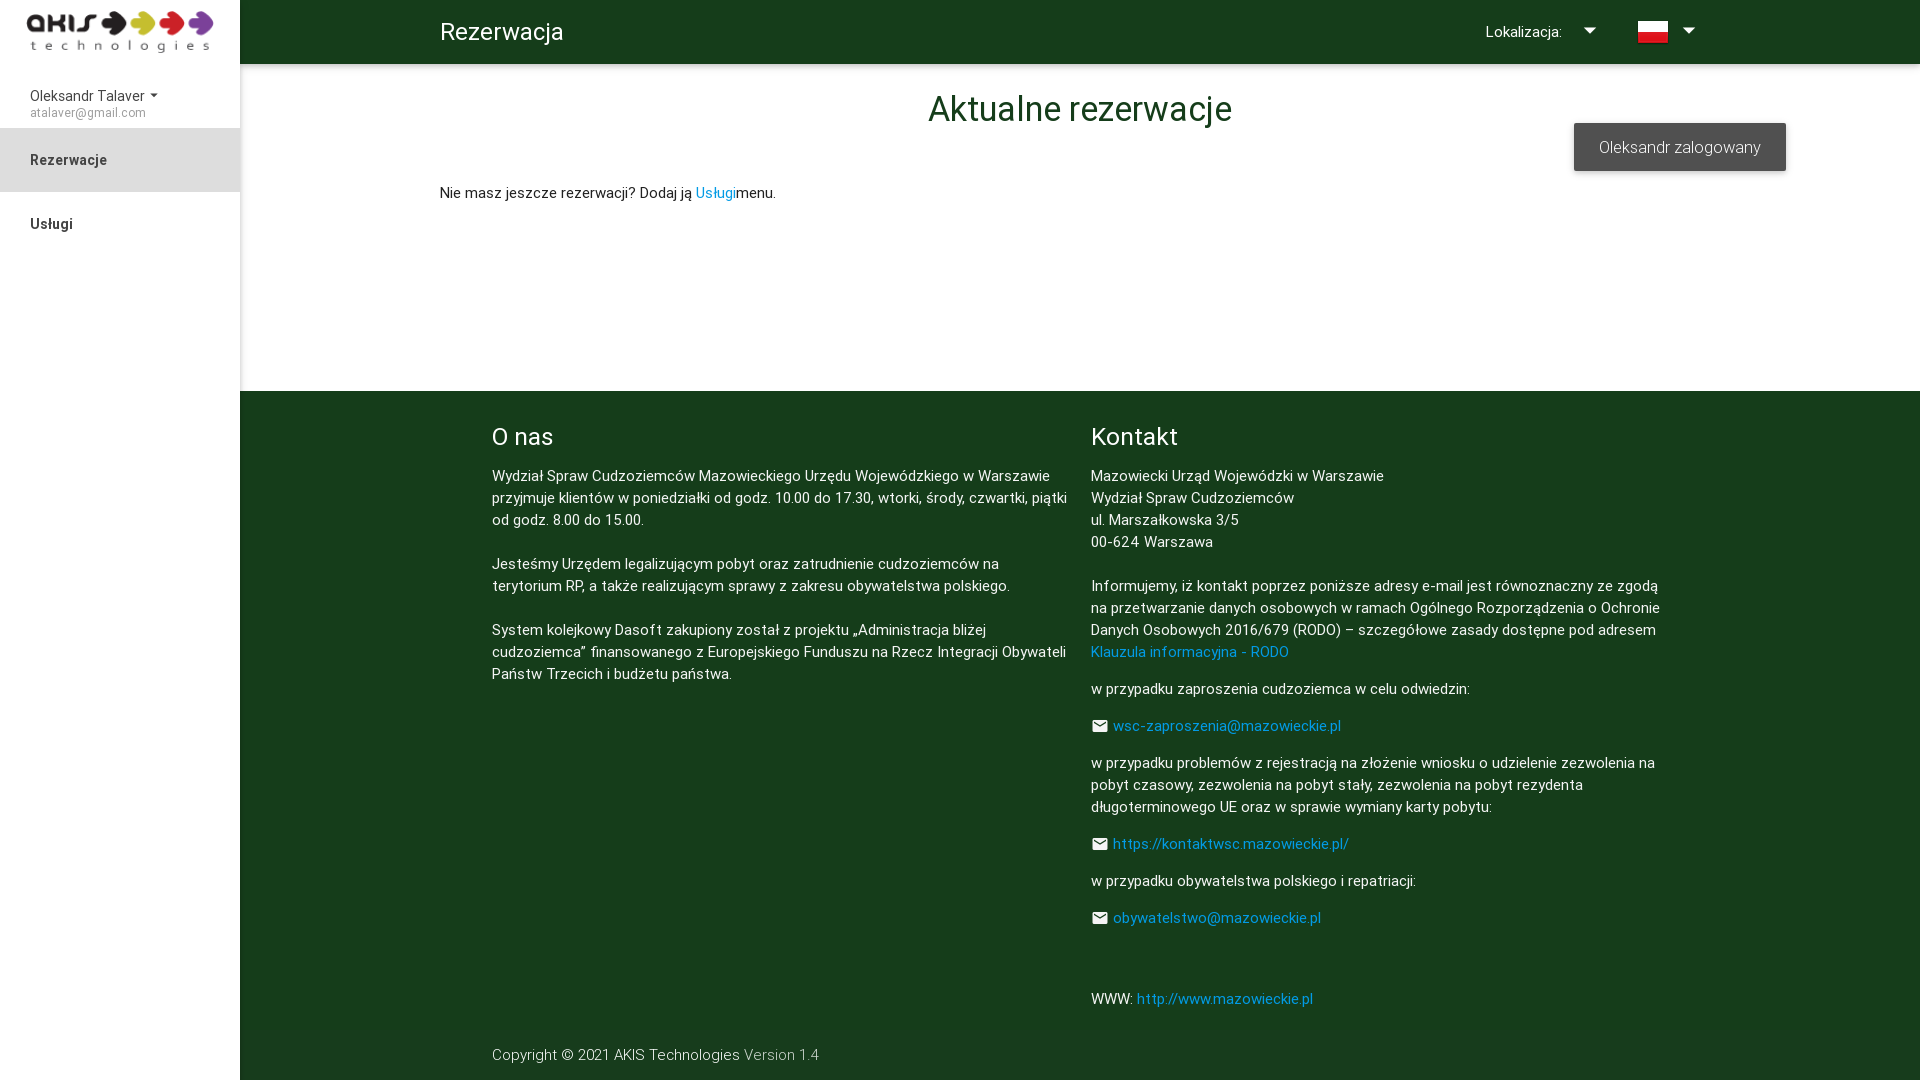 AKIS
technologies
Oleksandr Talaver
atalaver@gmail.com
Rezerwacje
Usługi
Rezerwacja
Lokalizacja:
Aktualne rezerwacje
Oleksandr zalogowany
Nie masz jeszcze rezerwacji? Dodaj ją Usługimenu.
O nas
Wydział Spraw Cudzoziemców Mazowieckiego Urzędu Wojewódzkiego w Warszawie
przyjmuje klientów w poniedziałki od godz. 10.00 do 17.30, wtorki, środy, czwartki, piątki
od godz. 8.00 do 15.00.
Jesteśmy Urzędem legalizującym pobyt oraz zatrudnienie cudzoziemców na
terytorium RP, a także realizującym sprawy z zakresu obywatelstwa polskiego.
System kolejkowy Dasoft zakupiony został z projektu „Administracja bliżej
cudzoziemca” finansowanego z Europejskiego Funduszu na Rzecz Integracji Obywateli
Państw Trzecich i budżetu państwa.
Kontakt
Mazowiecki Urząd Wojewódzki w Warszawie
Wydział Spraw Cudzoziemców
ul. Marszałkowska 3/5
00-624 Warszawa
Informujemy, iż kontakt poprzez poniższe adresy e-mail jest równoznaczny ze zgodą
na przetwarzanie danych osobowych w ramach Ogólnego Rozporządzenia o Ochronie
Danych Osobowych 2016/679 (RODO) – szczegółowe zasady dostępne pod adresem
Klauzula informacyjna - RODO
w przypadku zaproszenia cudzoziemca w celu odwiedzin:
wsc-zaproszenia@mazowieckie.pl
w przypadku problemów z rejestracją na złożenie wniosku o udzielenie zezwolenia na
pobyt czasowy, zezwolenia na pobyt stały, zezwolenia na pobyt rezydenta
długoterminowego UE oraz w sprawie wymiany karty pobytu:
https://kontaktwsc.mazowieckie.pl/
w przypadku obywatelstwa polskiego i repatriacji:
obywatelstwo@mazowieckie.pl
WWW: http://www.mazowieckie.pl
Copyright © 2021 AKIS Technologies Version 1.4